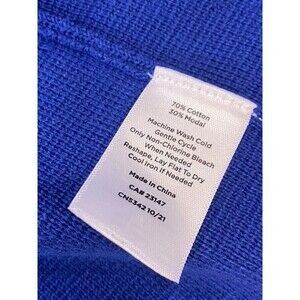 70% Cotton
30% Modal
Machine Wash Cold
Gentle Cycle
Only Non-Chlorine Bleach
When Needed
Reshape, Lay Flat To Dry
Cool Iron If Needed
Made In China
CA# 23147
CN5342 10/21